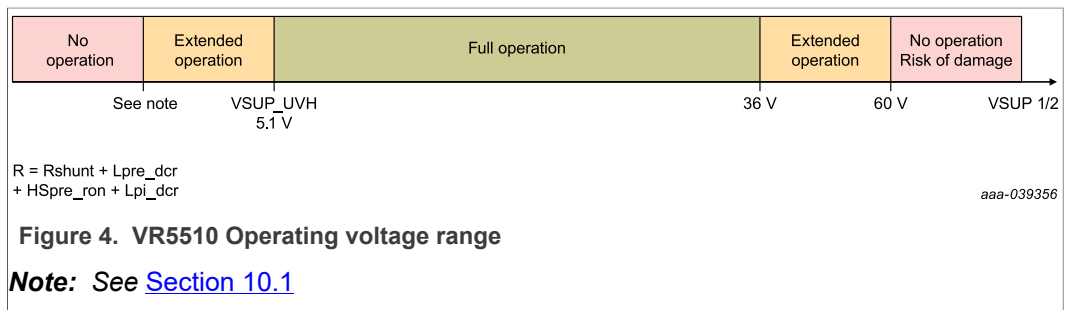 No
operation
Extended
operation
Full operation
Extended
operation
No operation
Risk of damage
See note
VSUP_UVH
5.1 V
36 V
60 V
VSUP 1/2
R = Rshunt + Lpre_dcr
+ HSpre_ron + Lpi_dcr
aaa-039356
Figure 4. VR5510 Operating voltage range
Note: See Section 10.1